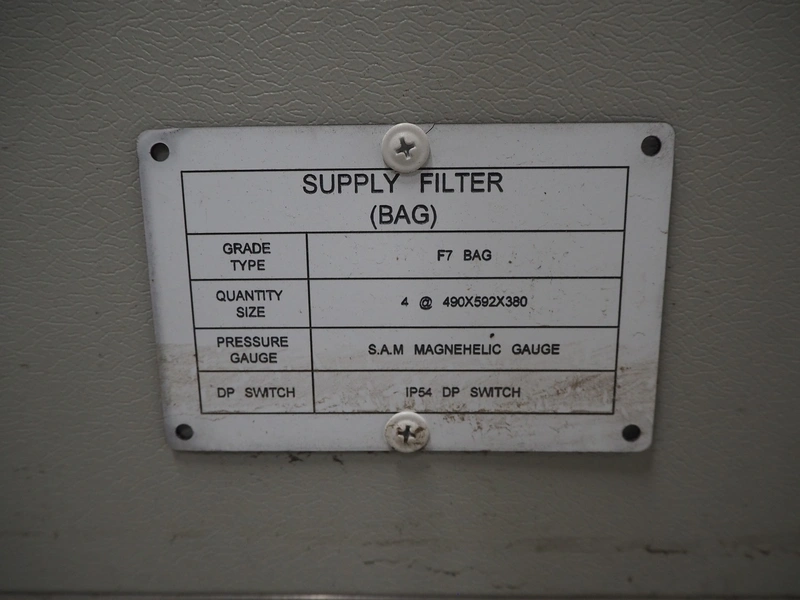 SUPPLY FILTER
(BAG)
GRADE TYPE
F7 BAG
QUANTITY SIZE
4 @ 490X592X380
PRESSURE GAUGE
S.A.M MAGNEHELIC GAUGE
DP SWITCH
IP54 DP SWITCH